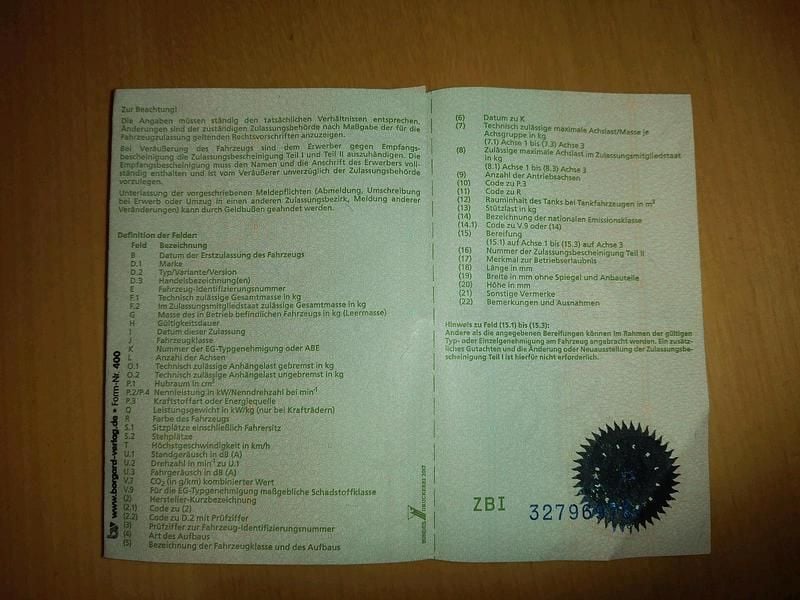 Zur Beachtung!
Die Angaben müssen ständig den tatsächlichen Verhältnissen entsprechen.
Änderungen sind der zuständigen Zulassungsbehörde nach Maßgabe der für die
Fahrzeugzulassung geltenden Rechtsvorschriften anzuzeigen.
Bei Veräußerung des Fahrzeugs sind dem Erwerber gegen Empfangs-
bescheinigung die Zulassungsbescheinigung Teil I und Teil II auszuhändigen. Die
Empfangsbescheinigung muss den Namen und die Anschrift des Erwerbers voll-
ständig enthalten und ist vom Veräußerer unverzüglich der Zulassungsbehörde
vorzulegen.
Unterlassung der vorgeschriebenen Meldepflichten (Abmeldung, Umschreibung
bei Erwerb oder Umzug in einen anderen Zulassungsbezirk, Meldung anderer
Veränderungen) kann durch Geldbußen geahndet werden.
Definition der Felder:
Feld Bezeichnung
B Datum der Erstzulassung des Fahrzeugs
D.1 Marke
D.2 Typ/Variante/Version
D.3 Handelsbezeichnung(en)
E Fahrzeug-Identifizierungsnummer
F.1 Technisch zulässige Gesamtmasse in kg
F.2 Im Zulassungsmitgliedstaat zulässige Gesamtmasse in kg
G Masse des in Betrieb befindlichen Fahrzeugs in kg (Leermasse)
H Gültigkeitsdauer
I Datum dieser Zulassung
J Fahrzeugklasse
K Nummer der EG-Typgenehmigung oder ABE
L Anzahl der Achsen
O.1 Technisch zulässige Anhängelast gebremst in kg
O.2 Technisch zulässige Anhängelast ungebremst in kg
P.1 Hubraum in cm³
P.2/P.4 Nennleistung in kW/Nenndrehzahl bei min⁻¹
P.3 Kraftstoffart oder Energiequelle
Q Leistungsgewicht in kW/kg (nur bei Krafträdern)
R Farbe des Fahrzeugs
S.1 Sitzplätze einschließlich Fahrersitz
S.2 Stehplätze
T Höchstgeschwindigkeit in km/h
U.1 Standgeräusch in dB (A)
U.2 Drehzahl in min⁻¹ zu U.1
U.3 Fahrgeräusch in dB (A)
V.7 CO₂ (in g/km) kombinierter Wert
V.9 Für die EG-Typgenehmigung maßgebliche Schadstoffklasse
(2) Hersteller-Kurzbezeichnung
(2.1) Code zu (2)
(2.2) Code zu D.2 mit Prüfziffer
(3) Prüfziffer zur Fahrzeug-Identifizierungsnummer
(4) Art des Aufbaus
(5) Bezeichnung der Fahrzeugklasse und des Aufbaus
www.borgard-verlag.de • Form-Nr. 400
(6) Datum zu K
(7) Technisch zulässige maximale Achslast/Masse je
Achsgruppe in kg
(7.1) Achse 1 bis (7.3) Achse 3
(8) Zulässige maximale Achslast im Zulassungsmitgliedstaat
in kg
(8.1) Achse 1 bis (8.3) Achse 3
(9) Anzahl der Antriebsachsen
(10) Code zu P.3
(11) Code zu R
(12) Rauminhalt des Tanks bei Tankfahrzeugen in m³
(13) Stützlast in kg
(14) Bezeichnung der nationalen Emissionsklasse
(14.1) Code zu V.9 oder (14)
(15) Bereifung
(15.1) auf Achse 1 bis (15.3) auf Achse 3
(16) Nummer der Zulassungsbescheinigung Teil II
(17) Merkmal zur Betriebserlaubnis
(18) Länge in mm
(19) Breite in mm ohne Spiegel und Anbauteile
(20) Höhe in mm
(21) Sonstige Vermerke
(22) Bemerkungen und Ausnahmen
Hinweis zu Feld (15.1) bis (15.3):
Andere als die angegebenen Bereifungen können im Rahmen der gültigen
Typ- oder Einzelgenehmigung am Fahrzeug angebracht werden. Ein zusätz-
liches Gutachten und die Änderung oder Neuausstellung der Zulassungsbe-
scheinigung Teil I ist hierfür nicht erforderlich.
ZBI